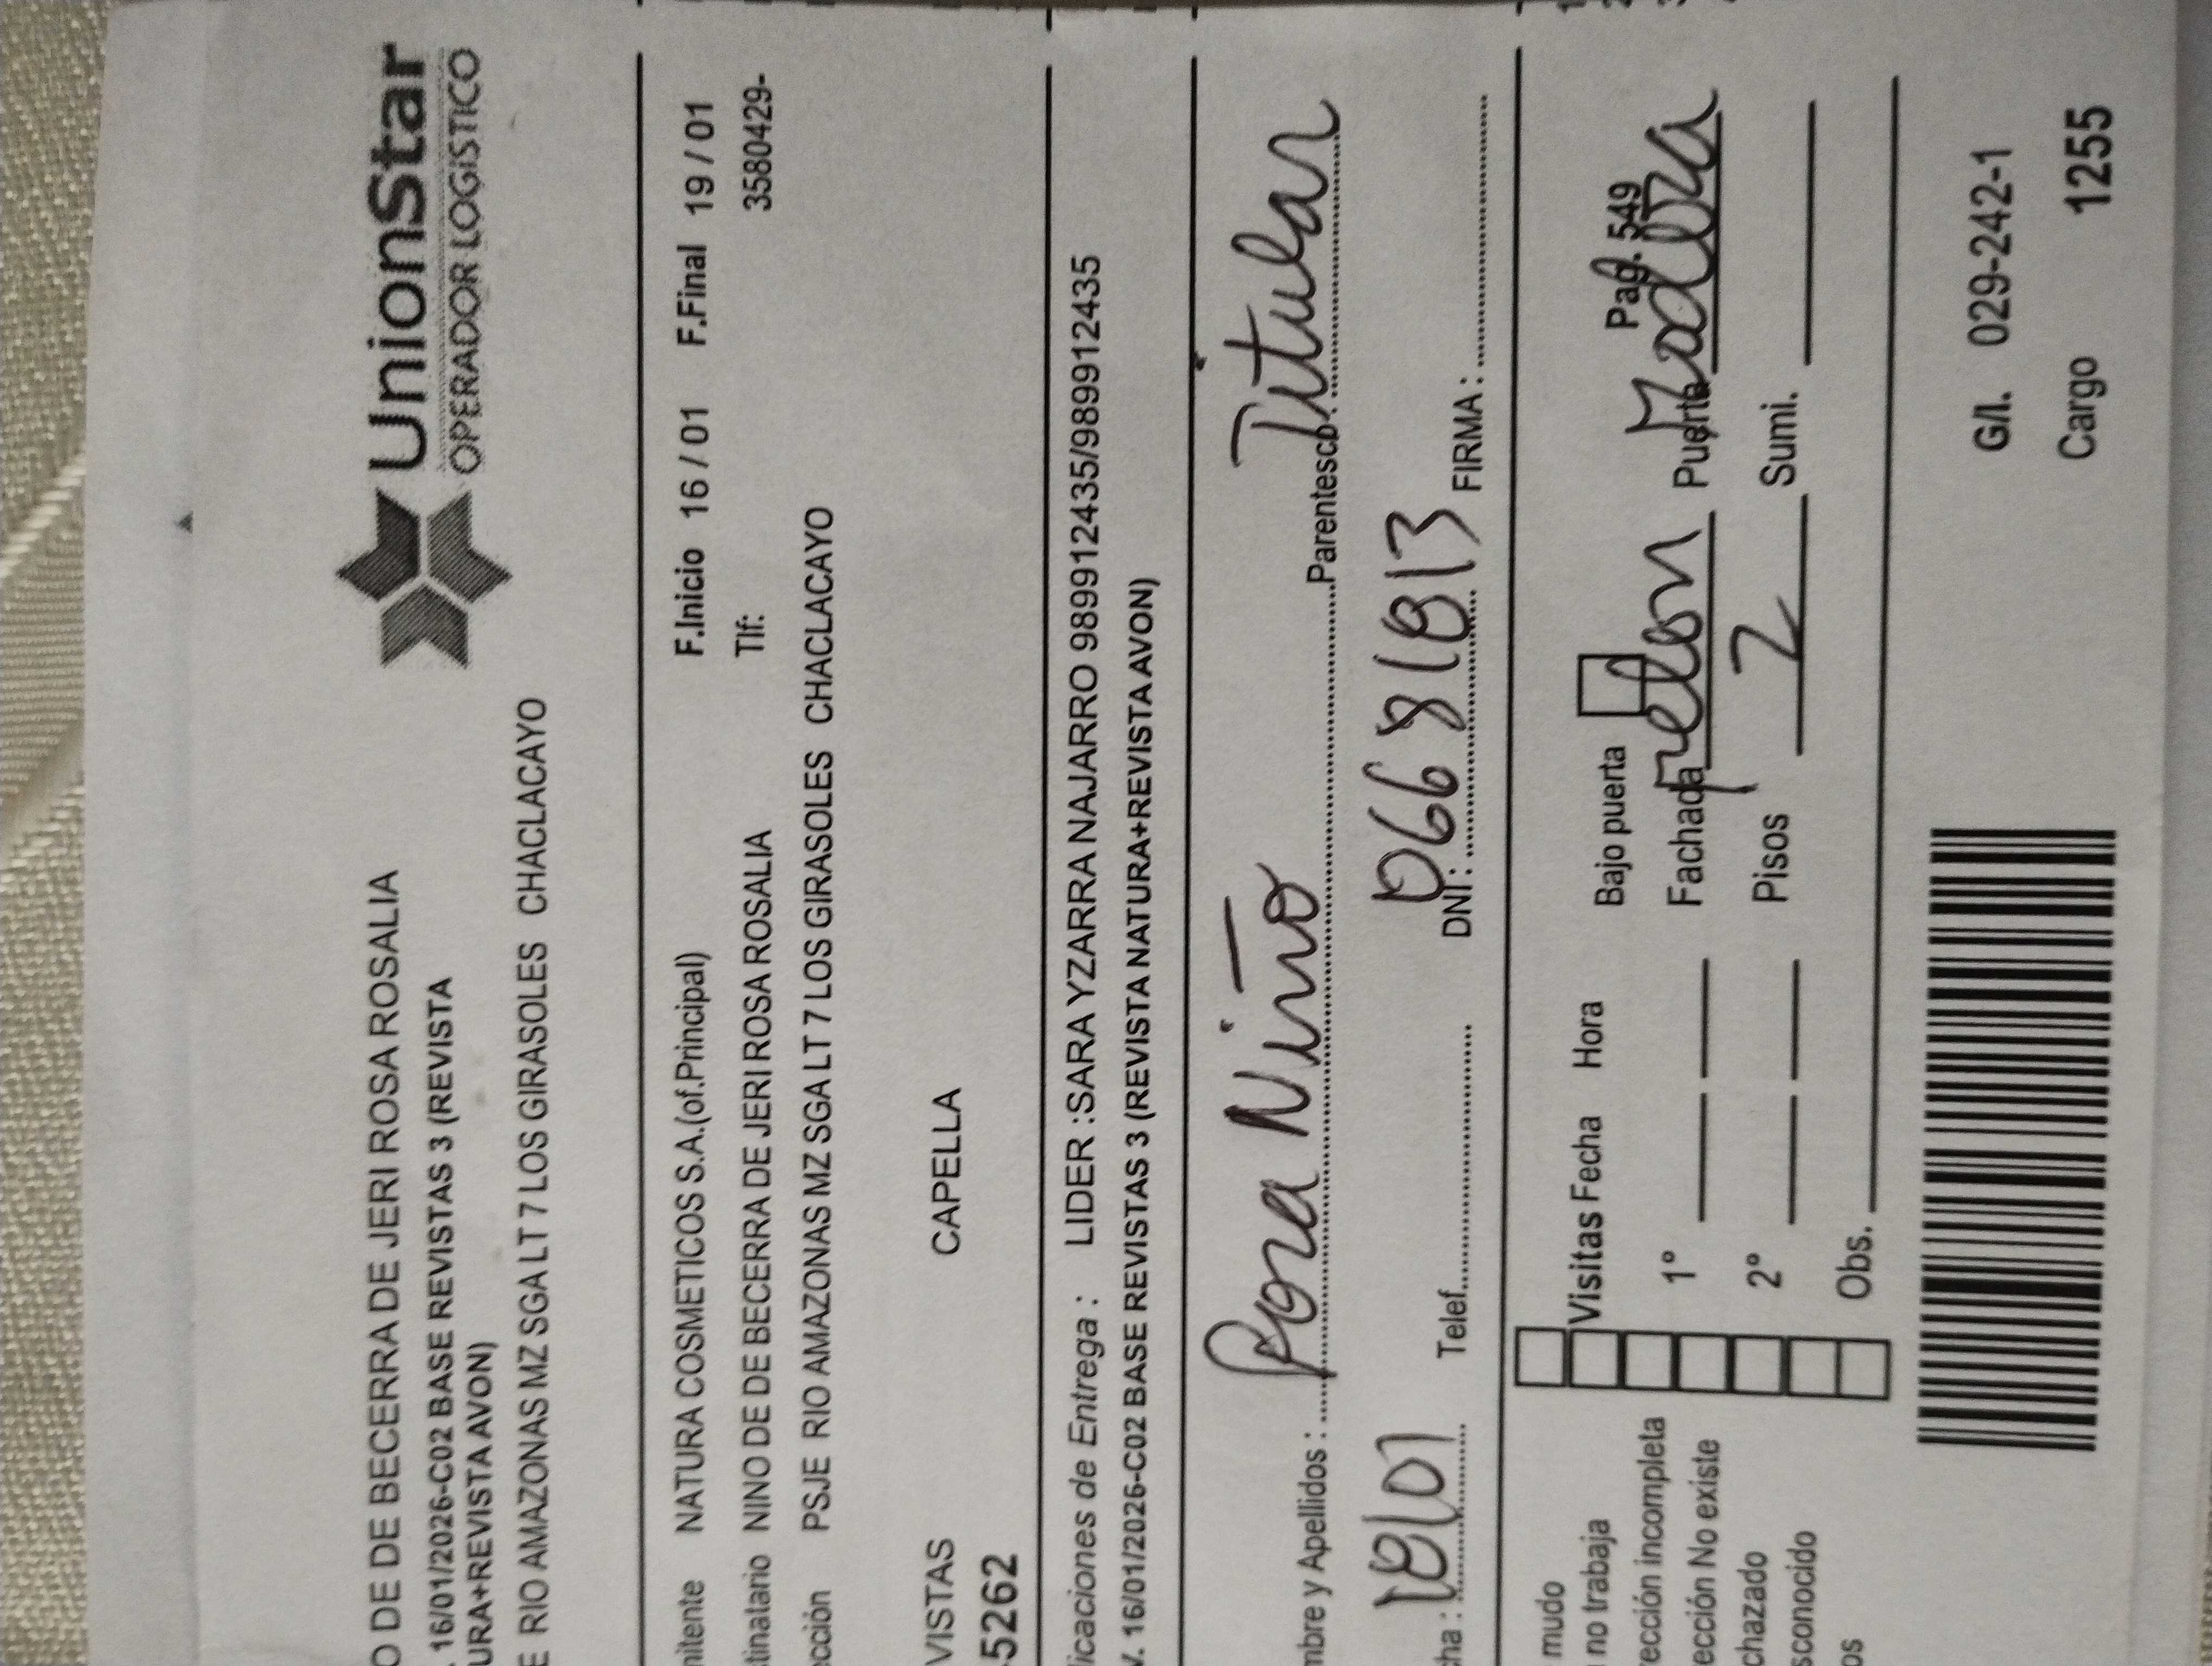 UnionStar
OPERADOR LOGISTICO
O DE DE BECERRA DE JERI ROSA ROSALIA
. 16/01/2026-C02 BASE REVISTAS 3 (REVISTA
URA+REVISTA AVON)
E RIO AMAZONAS MZ SGA LT 7 LOS GIRASOLES CHACLACAYO
nitente NATURA COSMETICOS S.A.(of.Principal) F.Inicio 16 / 01 F.Final 19 / 01
tinatario NINO DE DE BECERRA DE JERI ROSA ROSALIA Tlf: 3580429-
ección PSJE RIO AMAZONAS MZ SGA LT 7 LOS GIRASOLES CHACLACAYO
VISTAS CAPELLA
5262
licaciones de Entrega : LIDER :SARA YZARRA NAJARRO 989912435/989912435
V. 16/01/2026-C02 BASE REVISTAS 3 (REVISTA NATURA+REVISTA AVON)
mbre y Apellidos : Rosa Niño Parentesco: Titular
cha : 18/01 Telef. DNI : FIRMA :
mudo
no trabaja Visitas Fecha Hora Bajo puerta Pag. 549
rección incompleta
ección No existe 1° Fachada Puerta Madera
chazado 2° Pisos 2 Sumi.
sconocido
os Obs.
G/I. 029-242-1
Cargo 1255